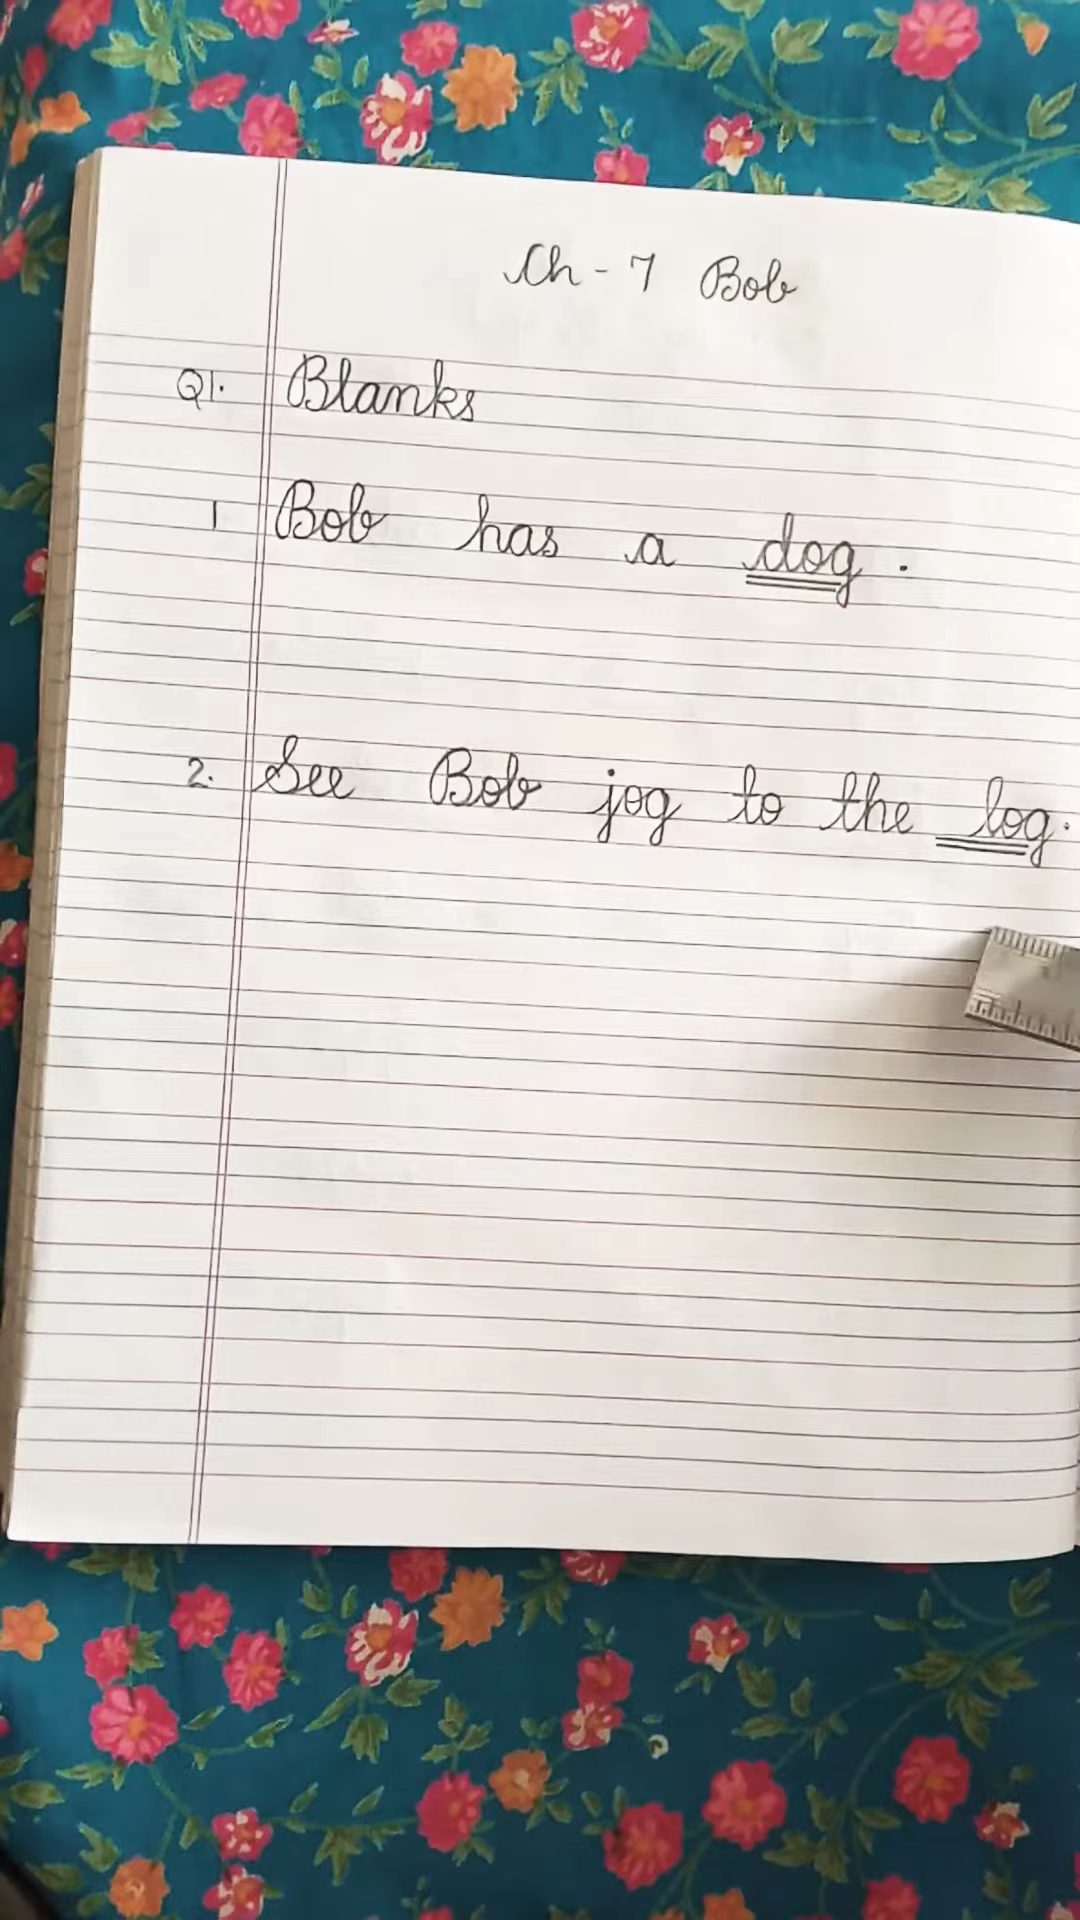 Ch - 7 Bob
Q1. Blanks
1. Bob has a dog.
2. See Bob jog to the log.